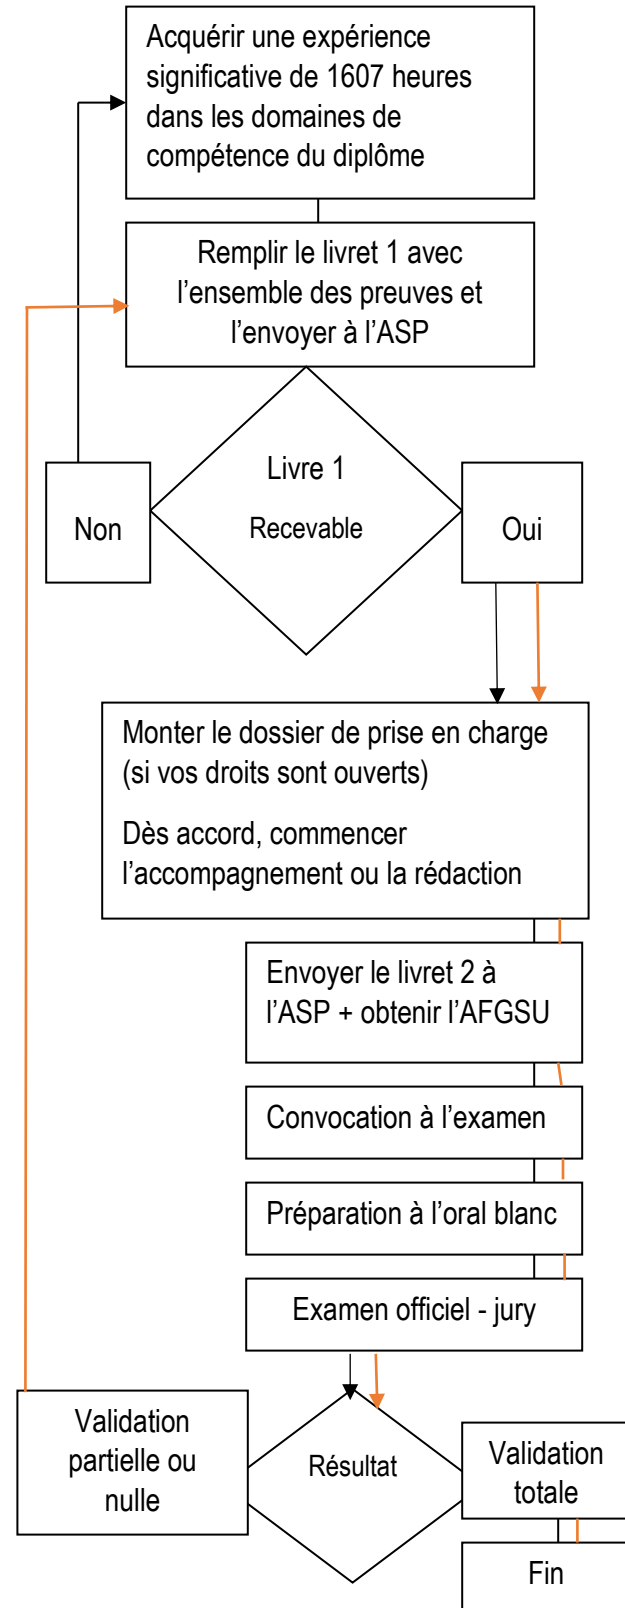 Acquérir une expérience
significative de 1607 heures
dans les domaines de
compétence du diplôme
Remplir le livret 1 avec
l'ensemble des preuves et
l'envoyer à l'ASP
Livre 1
Recevable
Non
Oui
Monter le dossier de prise en charge
(si vos droits sont ouverts)
Dès accord, commencer
l'accompagnement ou la rédaction
Envoyer le livret 2 à
l'ASP + obtenir l'AFGSU
Convocation à l'examen
Préparation à l'oral blanc
Examen officiel - jury
Validation
partielle ou
nulle
Résultat
Validation
totale
Fin